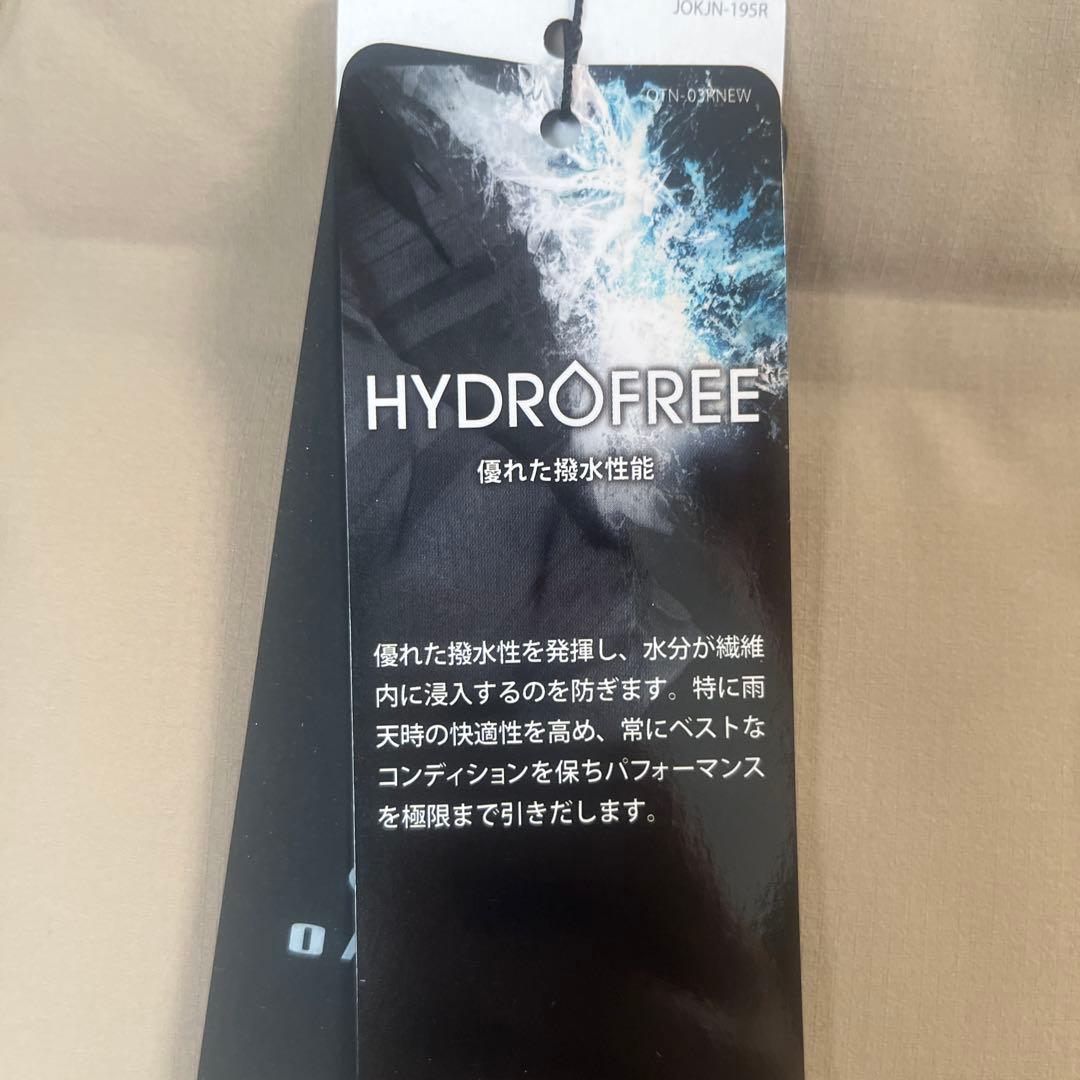 JOKJN-195R
OTN-03RNEW
HYDROFREE
優れた撥水性能
優れた撥水性を発揮し、水分が繊維
内に浸入するのを防ぎます。特に雨
天時の快適性を高め、常にベストな
コンディションを保ちパフォーマンス
を極限まで引きだします。